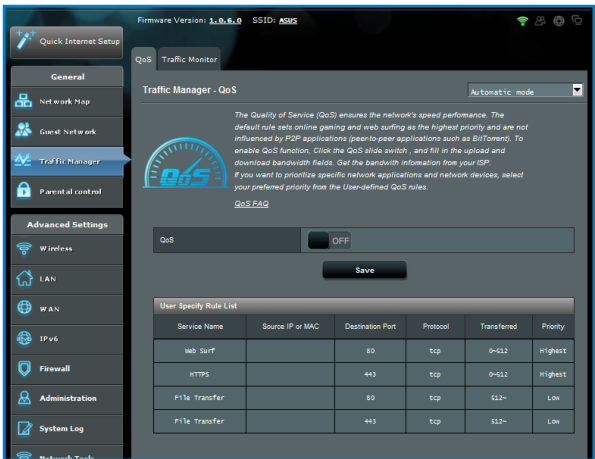 Firmware Version: 1.0.6.0 SSID: ASUS
Quick Internet Setup
General
Network Map
Guest Network
Traffic Manager
Parental control
Advanced Settings
Wireless
LAN
WAN
IPv6
Firewall
Administration
System Log
Network Tools
QoS Traffic Monitor
Traffic Manager - QoS Automatic mode
The Quality of Service (QoS) ensures the network's speed performance. The
default rule sets online gaming and web surfing as the highest priority and are not
influenced by P2P applications (peer-to-peer applications such as BitTorrent). To
enable QoS function, Click the QoS slide switch , and fill in the upload and
download bandwidth fields. Get the bandwith infomation from your ISP.
If you want to prioritize specific network applications and network devices, select
your preferred priority from the User-defined QoS rules.
QoS FAQ
QoS
QoS OFF
Save
User Specify Rule List
Service Name Source IP or MAC Destination Port Protocol Transferred Priority
Web Surf 80 tcp 0~512 Highest
HTTPS 443 tcp 0~512 Highest
File Transfer 80 tcp 512~ Low
File Transfer 443 tcp 512~ Low